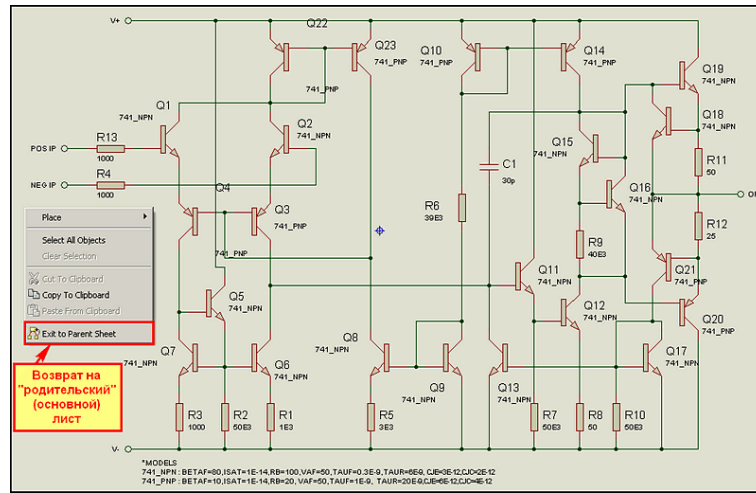 V+
Q22
Q23
Q10
Q14
Q19
741_PNP
741_PNP
741_PNP
741_PNP
741_NPN
Q1
741_NPN
Q2
741_NPN
Q18
741_NPN
R13
1000
POS IP
Q15
741_NPN
C1
30p
R11
50
R4
1000
NEG IP
Q16
741_NPN
Q4
Q3
741_PNP
741_PNP
R6
39E3
R12
25
R9
40E3
Place
Select All Objects
Clear Selection
Cut To Clipboard
Copy To Clipboard
Paste From Clipboard
Exit to Parent Sheet
Q5
741_NPN
Q11
741_NPN
Q21
741_PNP
Q12
741_NPN
Q20
741_PNP
Q7
741_NPN
Q6
741_NPN
Q8
741_NPN
Q9
741_NPN
Q13
741_NPN
Q17
741_NPN
Возврат на
"родительский"
(основной)
лист
R3
1000
R2
50E3
R1
1E3
R5
3E3
R7
50E3
R8
50
R10
50E3
V-
*MODELS
741_NPN : BETAF=80,ISAT=1E-14,RB=100,VAF=50,TAUF=0.3E-9, TAUR=6E-9, CJE=3E-12,CJC=2E-12
741_PNP : BETAF=10,ISAT=1E-14,RB=20, VAF=50,TAUF=1E-9, TAUR=20E-9,CJE=6E-12,CJC=4E-12